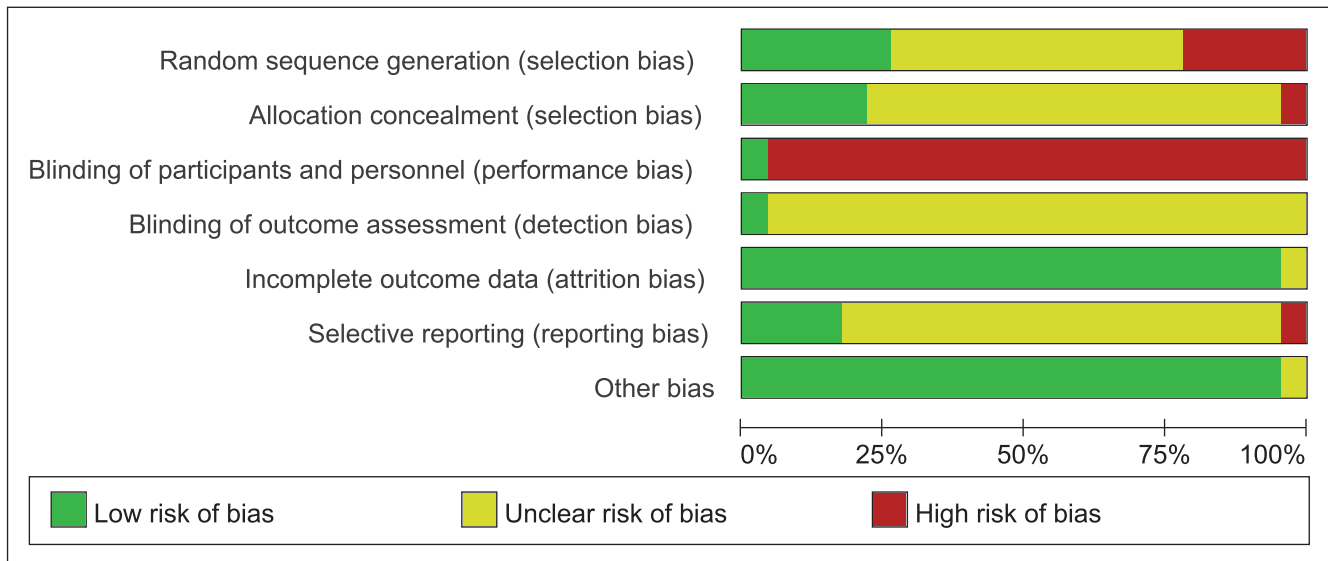 Random sequence generation (selection bias)
Allocation concealment (selection bias)
Blinding of participants and personnel (performance bias)
Blinding of outcome assessment (detection bias)
Incomplete outcome data (attrition bias)
Selective reporting (reporting bias)
Other bias
0% 25% 50% 75% 100%
Low risk of bias Unclear risk of bias High risk of bias